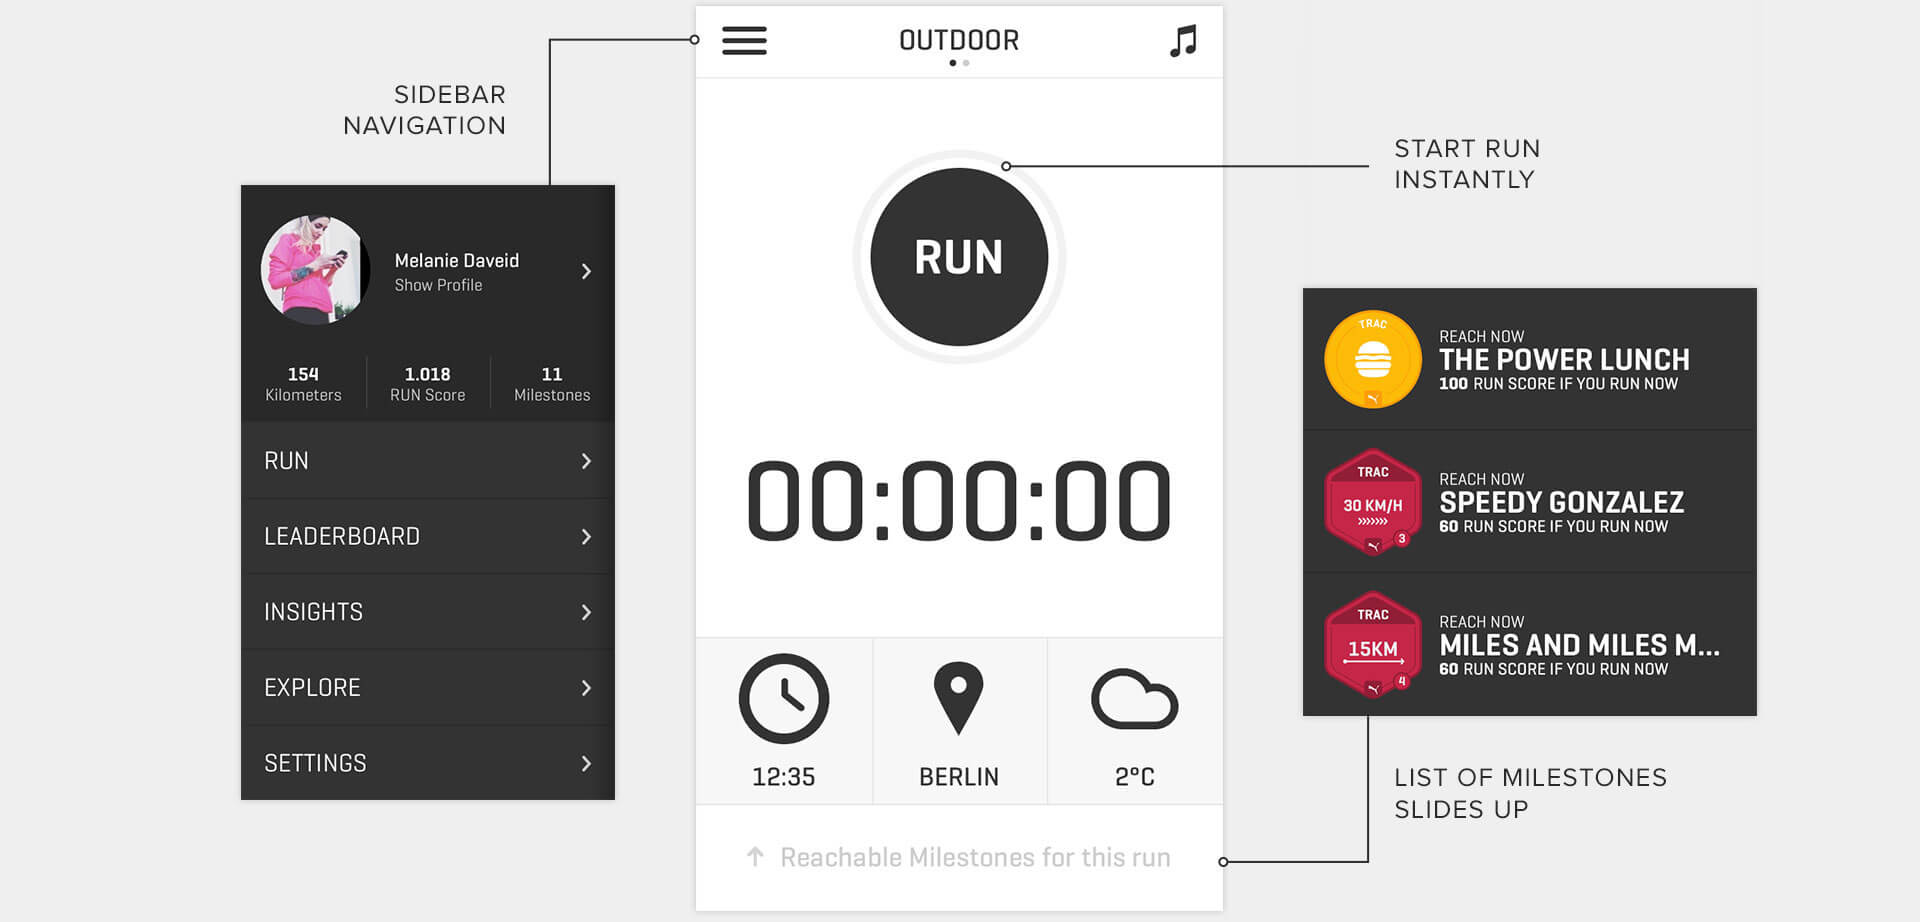 SIDEBAR
NAVIGATION
Melanie Daveid
Show Profile
154
Kilometers
1.018
RUN Score
11
Milestones
RUN
LEADERBOARD
INSIGHTS
EXPLORE
SETTINGS
OUTDOOR
RUN
00:00:00
12:35
BERLIN
2°C
↑ Reachable Milestones for this run
START RUN
INSTANTLY
TRAC
REACH NOW
THE POWER LUNCH
100 RUN SCORE IF YOU RUN NOW
TRAC
30 KM/H
»»»»
3
REACH NOW
SPEEDY GONZALEZ
60 RUN SCORE IF YOU RUN NOW
TRAC
15KM
4
REACH NOW
MILES AND MILES M...
60 RUN SCORE IF YOU RUN NOW
LIST OF MILESTONES
SLIDES UP